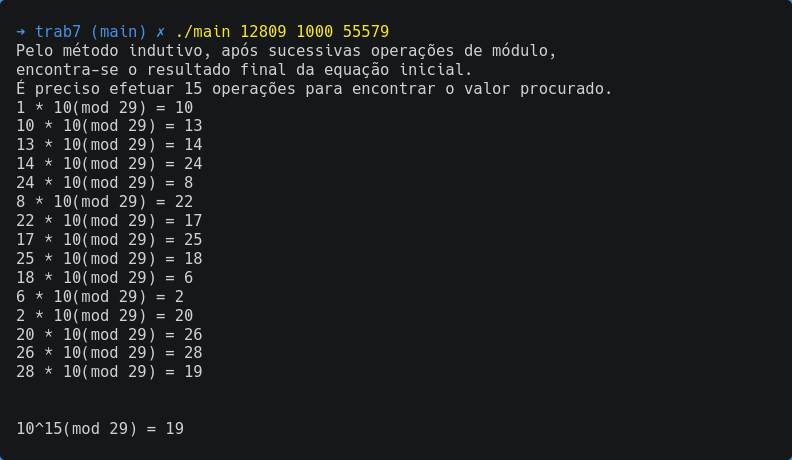 → trab7 (main) ✗ ./main 12809 1000 55579
Pelo método indutivo, após sucessivas operações de módulo,
encontra-se o resultado final da equação inicial.
É preciso efetuar 15 operações para encontrar o valor procurado.
1 * 10(mod 29) = 10
10 * 10(mod 29) = 13
13 * 10(mod 29) = 14
14 * 10(mod 29) = 24
24 * 10(mod 29) = 8
8 * 10(mod 29) = 22
22 * 10(mod 29) = 17
17 * 10(mod 29) = 25
25 * 10(mod 29) = 18
18 * 10(mod 29) = 6
6 * 10(mod 29) = 2
2 * 10(mod 29) = 20
20 * 10(mod 29) = 26
26 * 10(mod 29) = 28
28 * 10(mod 29) = 19
10^15(mod 29) = 19